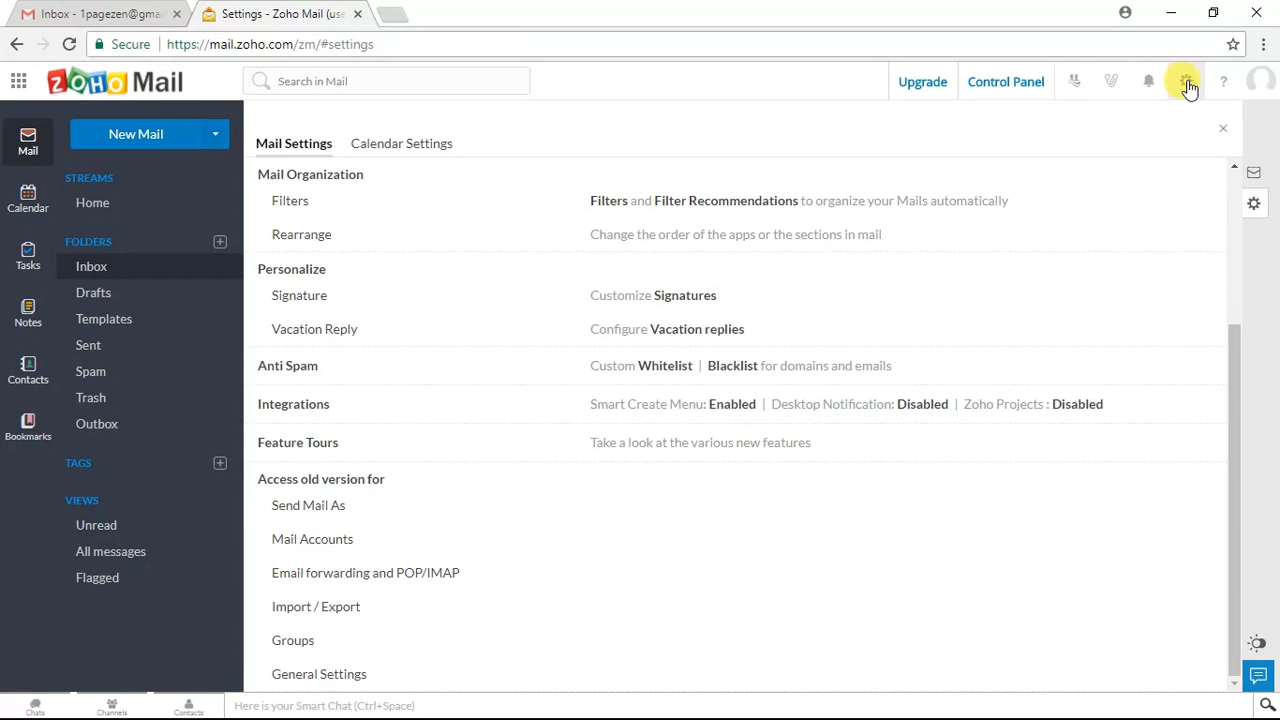 Inbox - 1pagezen@gma
Settings - Zoho Mail (use
Secure
https://mail.zoho.com/zm/#settings
ZOHO Mail
Search in Mail
Upgrade
Control Panel
?
Mail
New Mail
STREAMS
Home
Calendar
FOLDERS
Inbox
Tasks
Drafts
Templates
Notes
Sent
Spam
Contacts
Trash
Outbox
Bookmarks
TAGS
VIEWS
Unread
All messages
Flagged
Mail Settings
Calendar Settings
Mail Organization
Filters
Filters and Filter Recommendations to organize your Mails automatically
Rearrange
Change the order of the apps or the sections in mail
Personalize
Signature
Customize Signatures
Vacation Reply
Configure Vacation replies
Anti Spam
Custom Whitelist | Blacklist for domains and emails
Integrations
Smart Create Menu: Enabled | Desktop Notification: Disabled | Zoho Projects : Disabled
Feature Tours
Take a look at the various new features
Access old version for
Send Mail As
Mail Accounts
Email forwarding and POP/IMAP
Import / Export
Groups
General Settings
Chats
Channels
Contacts
Here is your Smart Chat (Ctrl+Space)